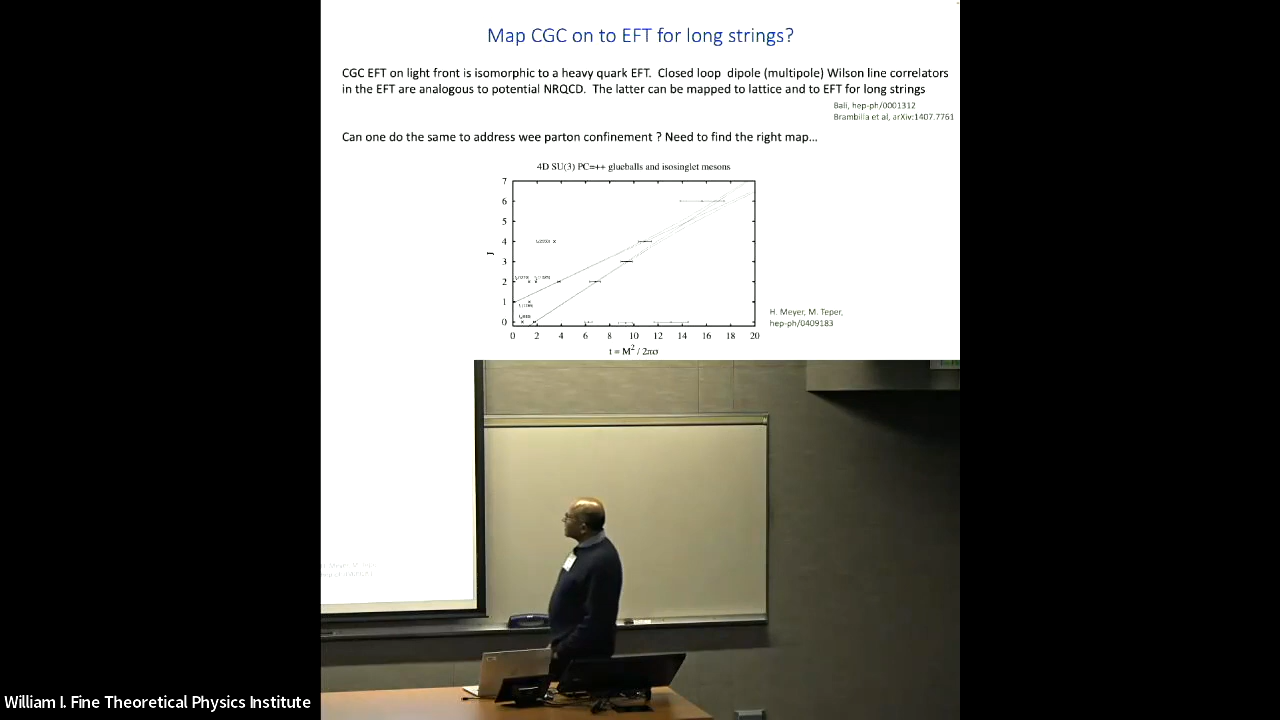 Map CGC on to EFT for long strings?
CGC EFT on light front is isomorphic to a heavy quark EFT. Closed loop dipole (multipole) Wilson line correlators
in the EFT are analogous to potential NRQCD. The latter can be mapped to lattice and to EFT for long strings
Bali, hep-ph/0001312
Brambilla et al, arXiv:1407.7761
Can one do the same to address wee parton confinement ? Need to find the right map...
4D SU(3) PC=++ glueballs and isosinglet mesons
7
6
5
4
3
2
1
0
J
0 2 4 6 8 10 12 14 16 18 20
t = M² / 2πσ
H. Meyer, M. Teper,
hep-ph/0409183
William I. Fine Theoretical Physics Institute